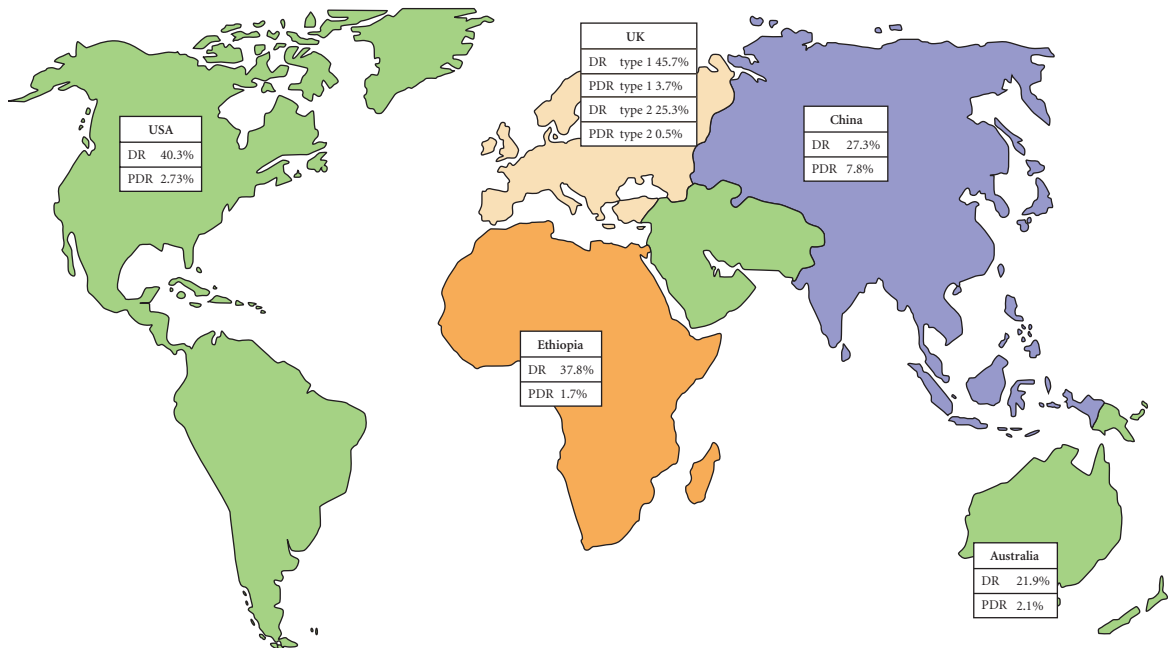 UK
DR type 1 45.7%
PDR type 1 3.7%
DR type 2 25.3%
PDR type 2 0.5%
USA
DR 40.3%
PDR 2.73%
China
DR 27.3%
PDR 7.8%
Ethiopia
DR 37.8%
PDR 1.7%
Australia
DR 21.9%
PDR 2.1%